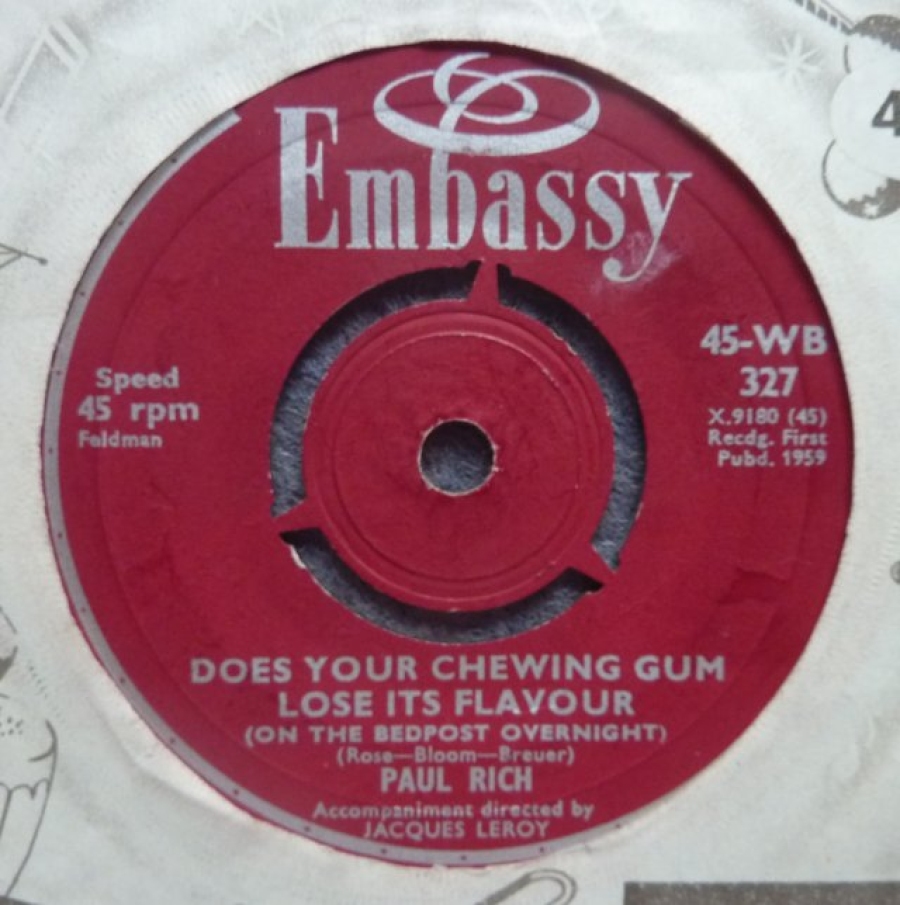 Embassy
4
Speed
45 rpm
Feldman
45-WB
327
X.9180 (45)
Recdg. First
Pubd. 1959
DOES YOUR CHEWING GUM
LOSE ITS FLAVOUR
(ON THE BEDPOST OVERNIGHT)
(Rose—Bloom—Breuer)
PAUL RICH
Accompaniment directed by
JACQUES LEROY